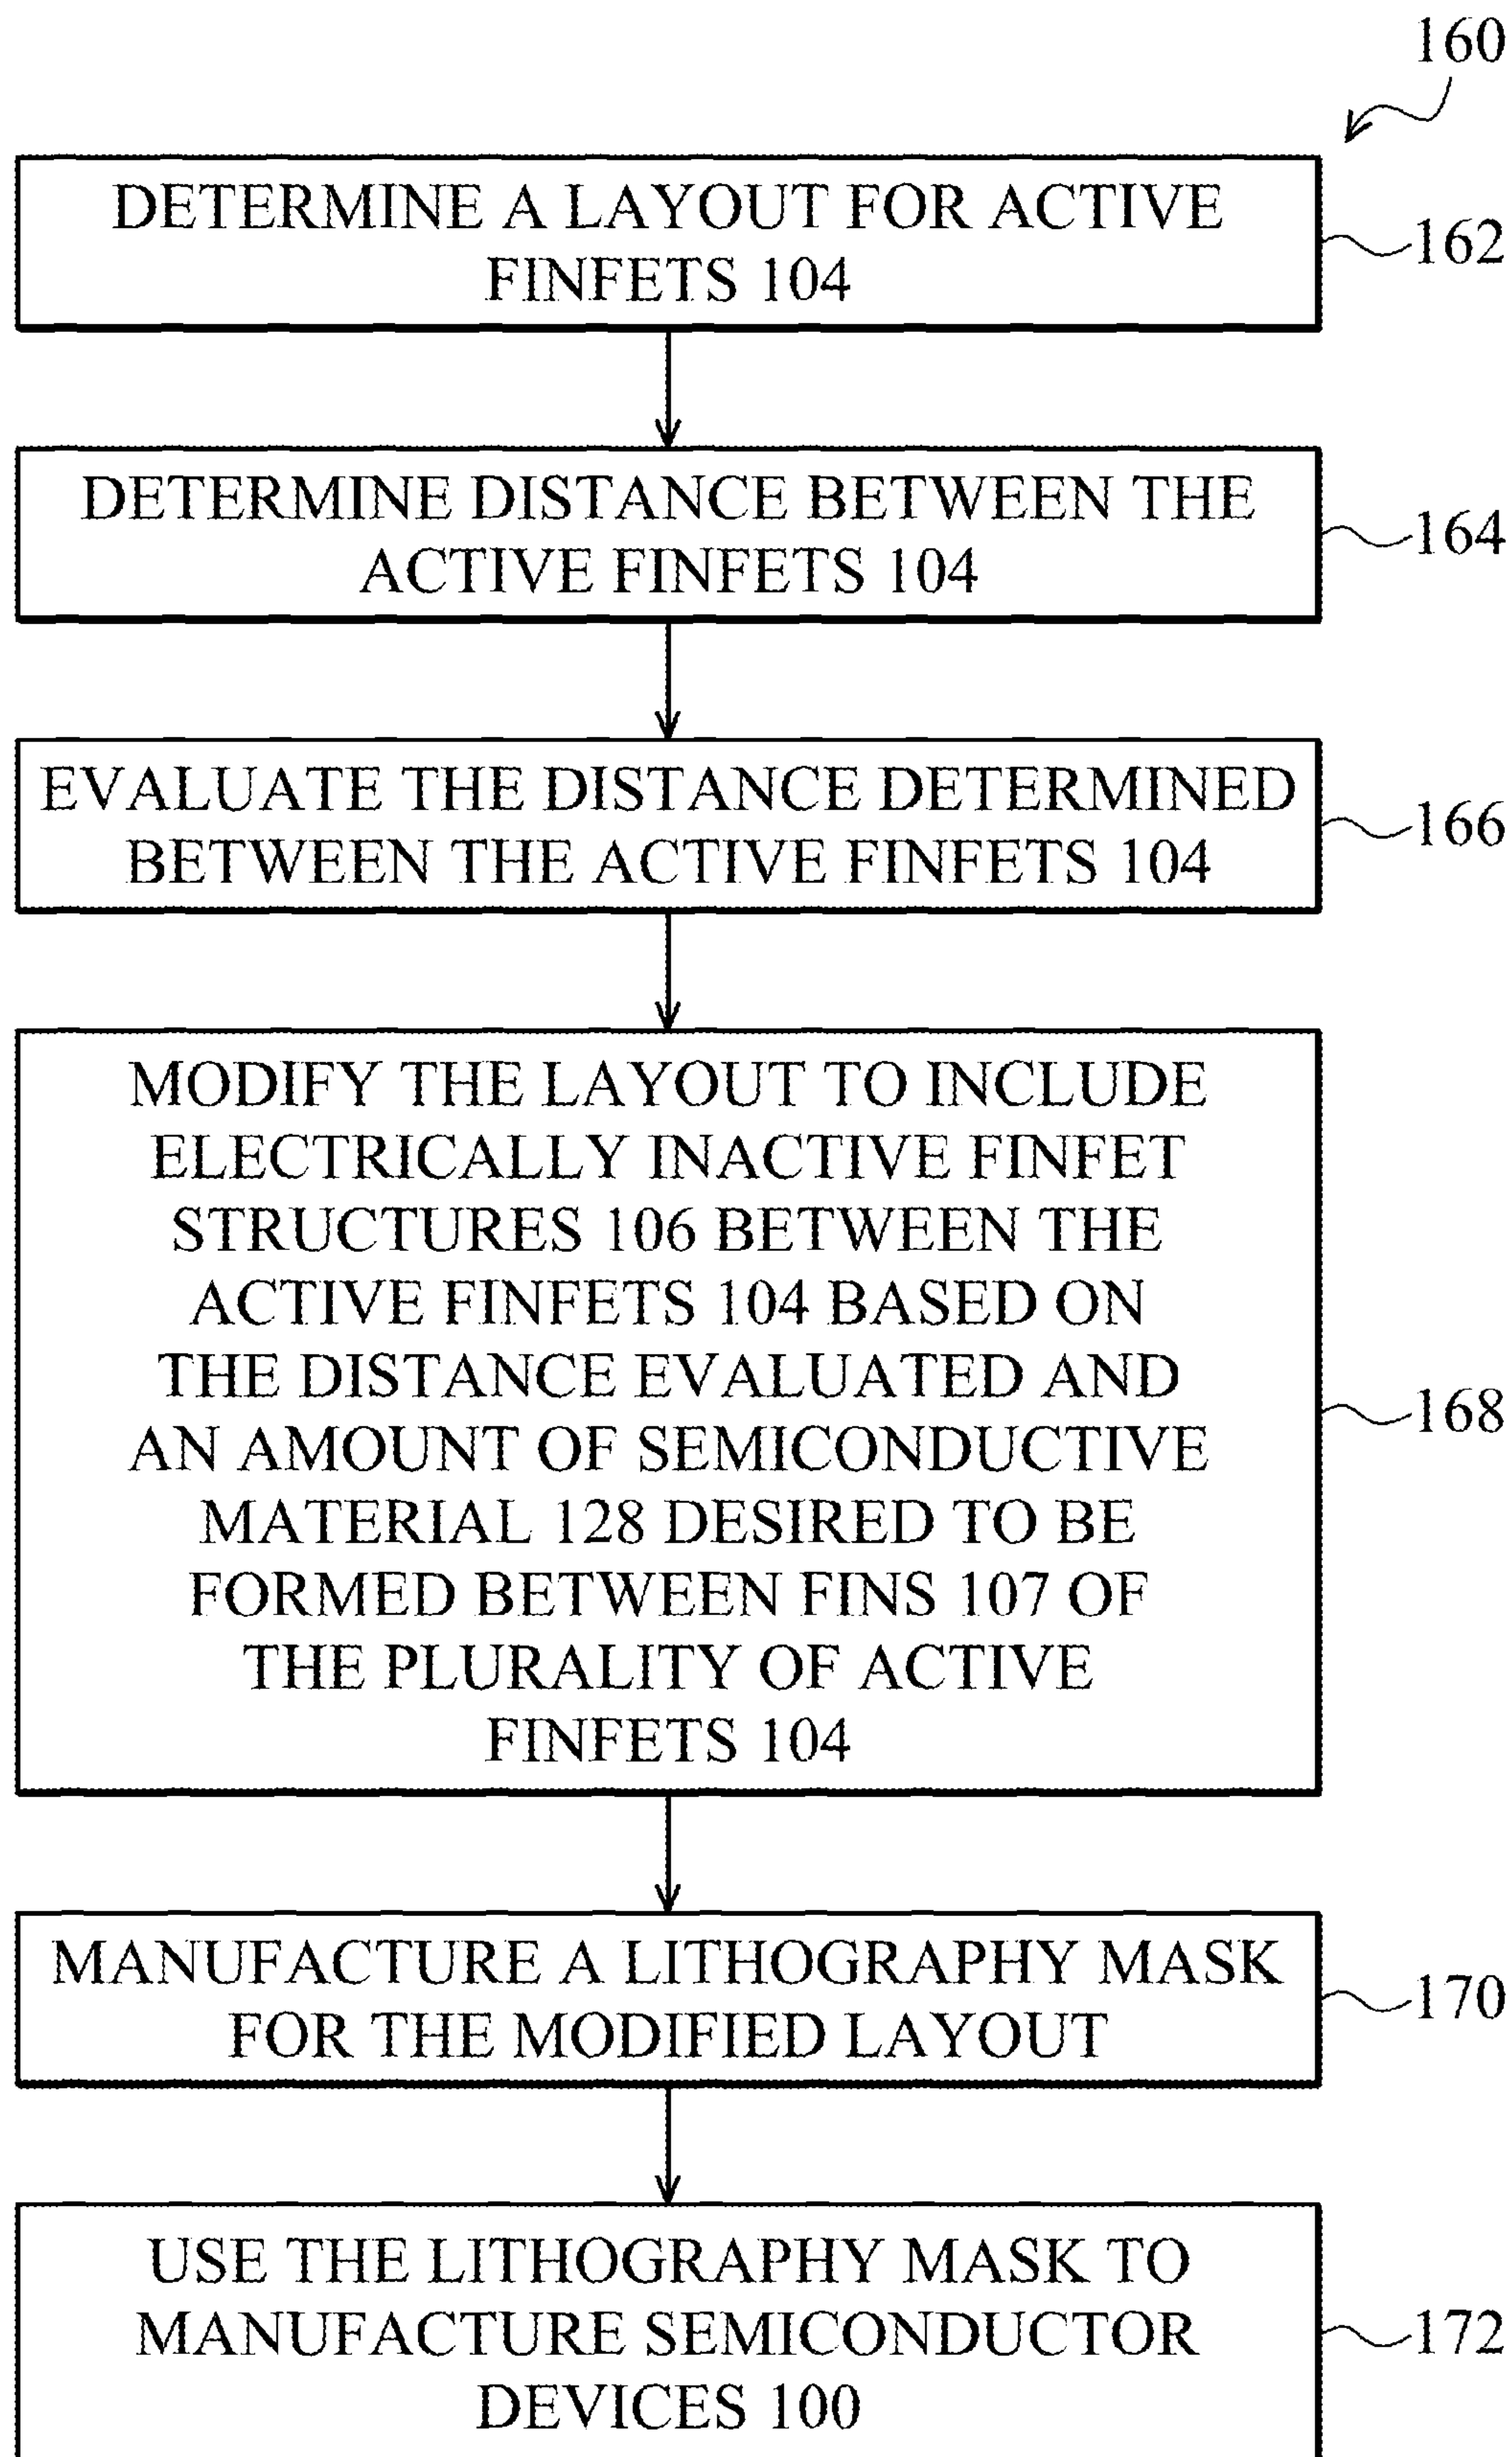 160
DETERMINE A LAYOUT FOR ACTIVE
FINFETS 104
162
DETERMINE DISTANCE BETWEEN THE
ACTIVE FINFETS 104
164
EVALUATE THE DISTANCE DETERMINED
BETWEEN THE ACTIVE FINFETS 104
166
MODIFY THE LAYOUT TO INCLUDE
ELECTRICALLY INACTIVE FINFET
STRUCTURES 106 BETWEEN THE
ACTIVE FINFETS 104 BASED ON
THE DISTANCE EVALUATED AND
AN AMOUNT OF SEMICONDUCTIVE
MATERIAL 128 DESIRED TO BE
FORMED BETWEEN FINS 107 OF
THE PLURALITY OF ACTIVE
FINFETS 104
168
MANUFACTURE A LITHOGRAPHY MASK
FOR THE MODIFIED LAYOUT
170
USE THE LITHOGRAPHY MASK TO
MANUFACTURE SEMICONDUCTOR
DEVICES 100
172